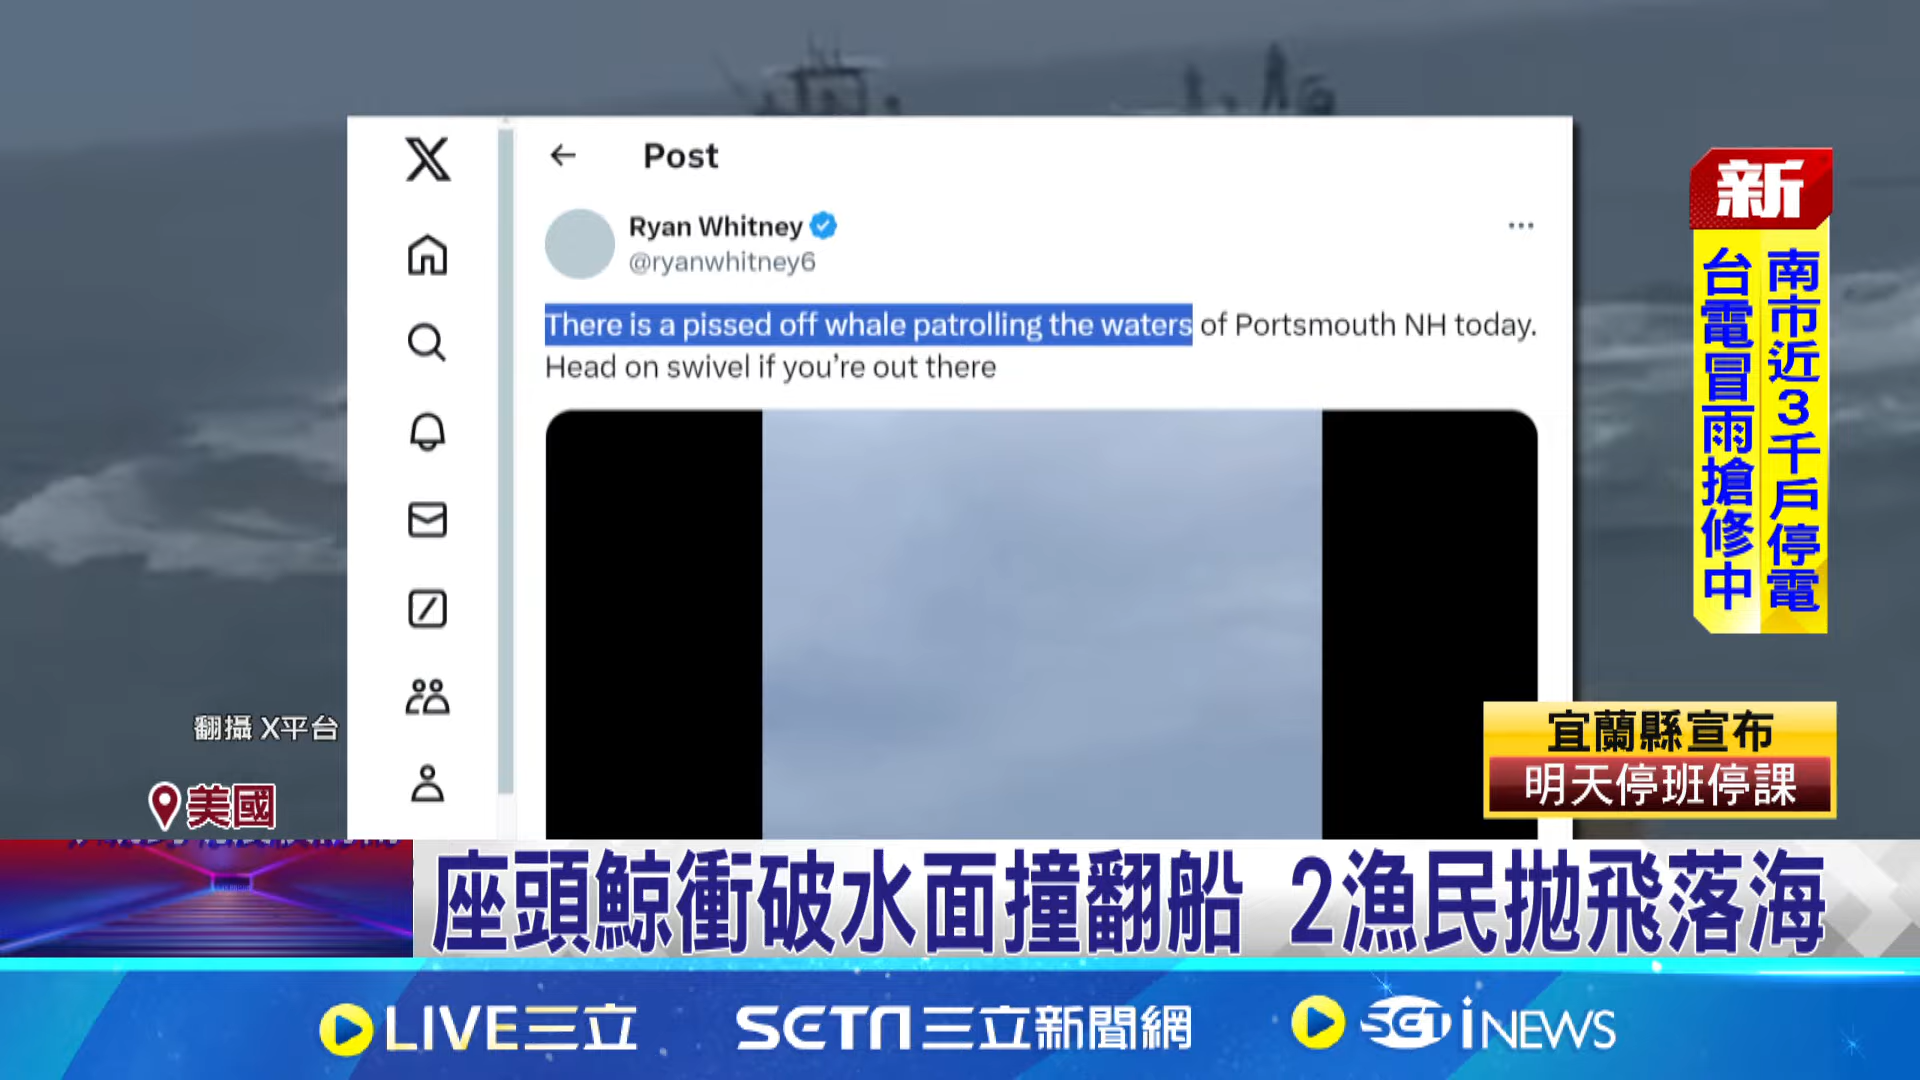 Post
Ryan Whitney
@ryanwhitney6
There is a pissed off whale patrolling the waters of Portsmouth NH today.
Head on swivel if you’re out there
新
南市近3千戶停電
台電冒雨搶修中
翻攝 X平台
美國
宜蘭縣宣布
明天停班停課
座頭鯨衝破水面撞翻船 2漁民拋飛落海
LIVE三立
SETN三立新聞網
SET iNEWS